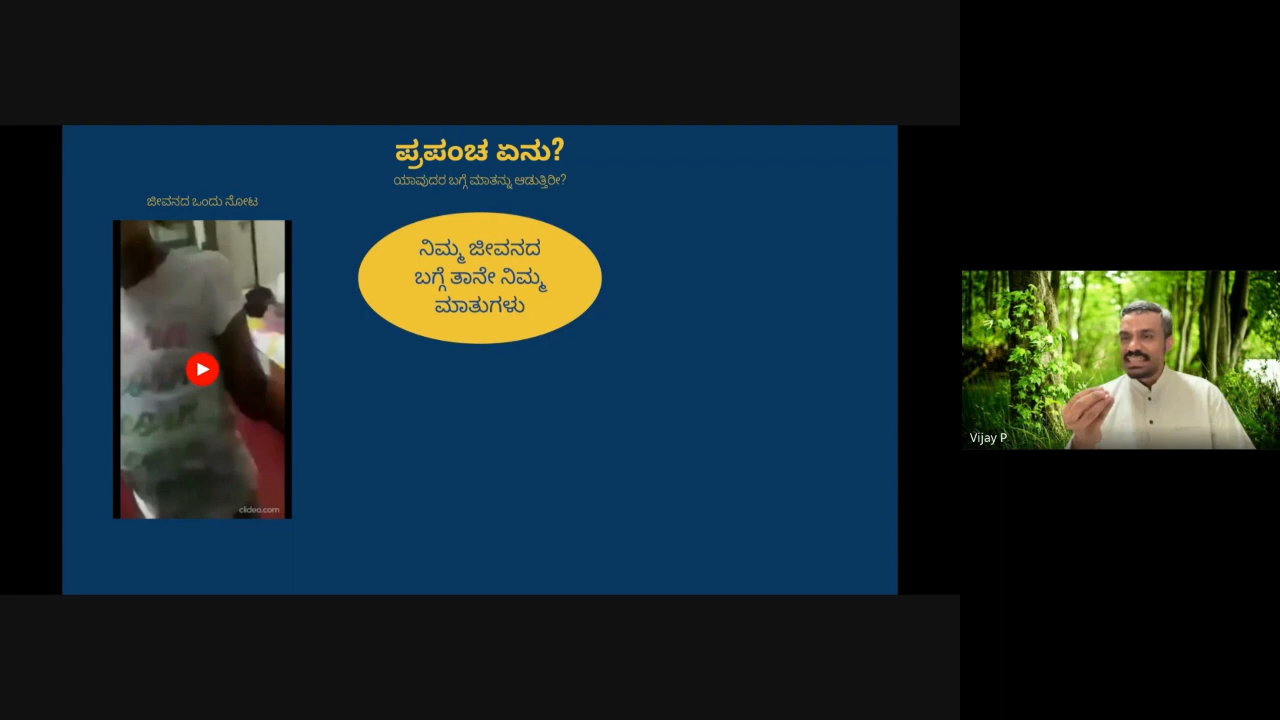 ಪ್ರಪಂಚ ಏನು?
ಯಾವುದರ ಬಗ್ಗೆ ಮಾತನ್ನು ಆಡುತ್ತಿರೀ?
ಜೀವನದ ಒಂದು ನೋಟ
ನಿಮ್ಮ ಜೀವನದ
ಬಗ್ಗೆ ತಾನೇ ನಿಮ್ಮ
ಮಾತುಗಳು
clideo.com
Vijay P